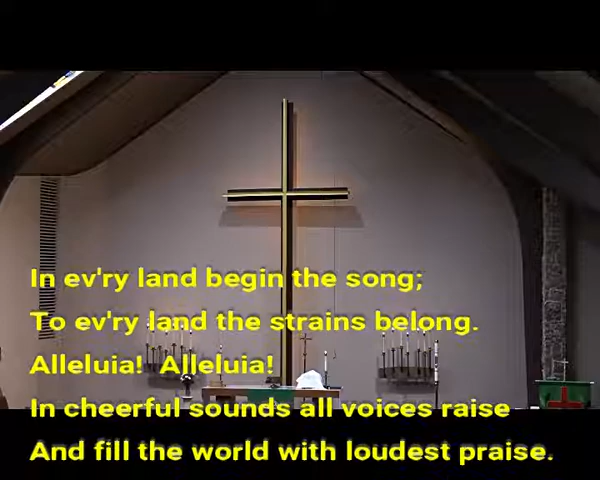 In ev'ry land begin the song;
To ev'ry land the strains belong.
Alleluia!  Alleluia!
In cheerful sounds all voices raise
And fill the world with loudest praise.